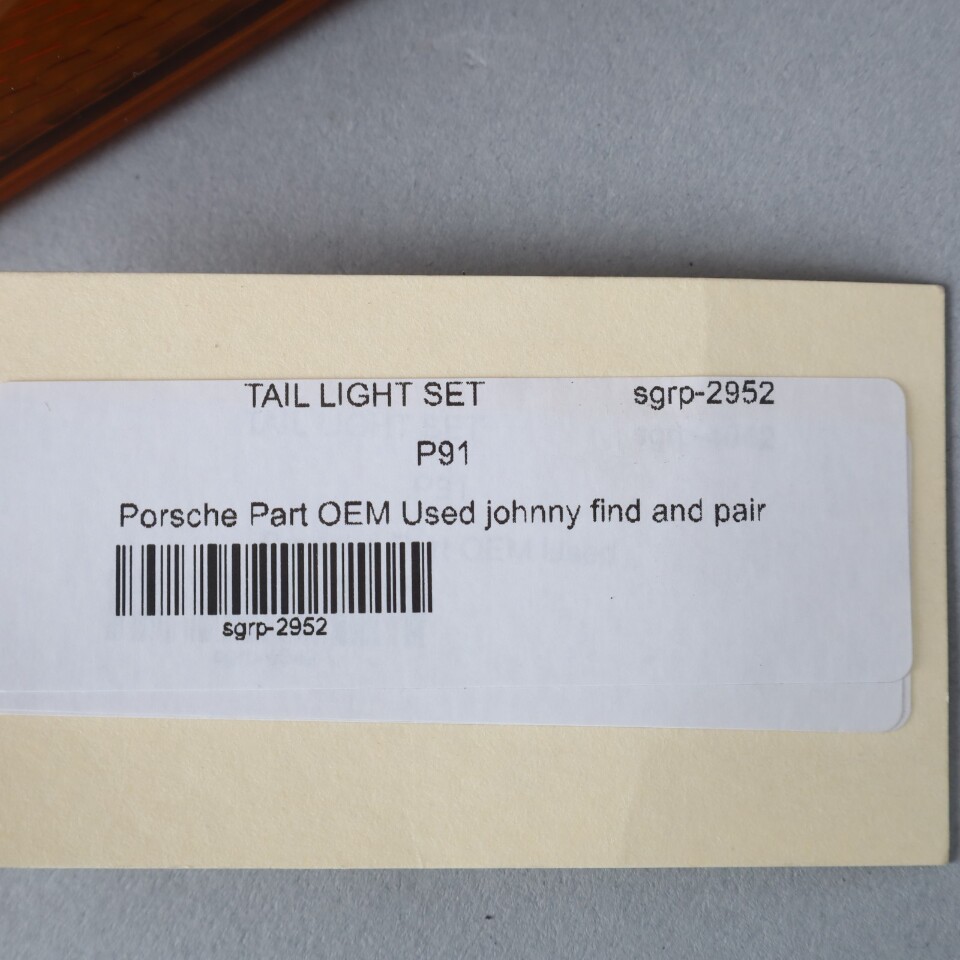 TAIL LIGHT SET sgrp-2952
P91
Porsche Part OEM Used johnny find and pair
sgrp-2952